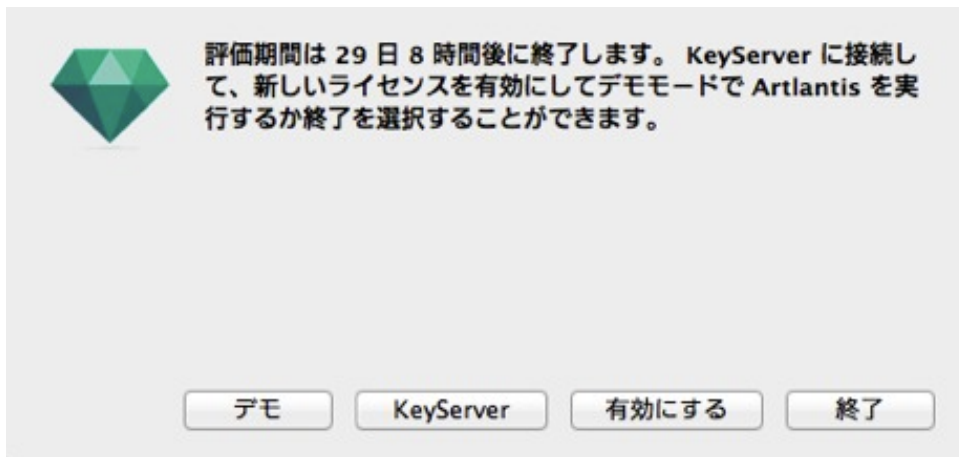 評価期間は 29 日 8 時間後に終了します。 KeyServer に接続し
て、新しいライセンスを有効にしてデモモードで Artlantis を実
行するか終了を選択することができます。
デモ
KeyServer
有効にする
終了